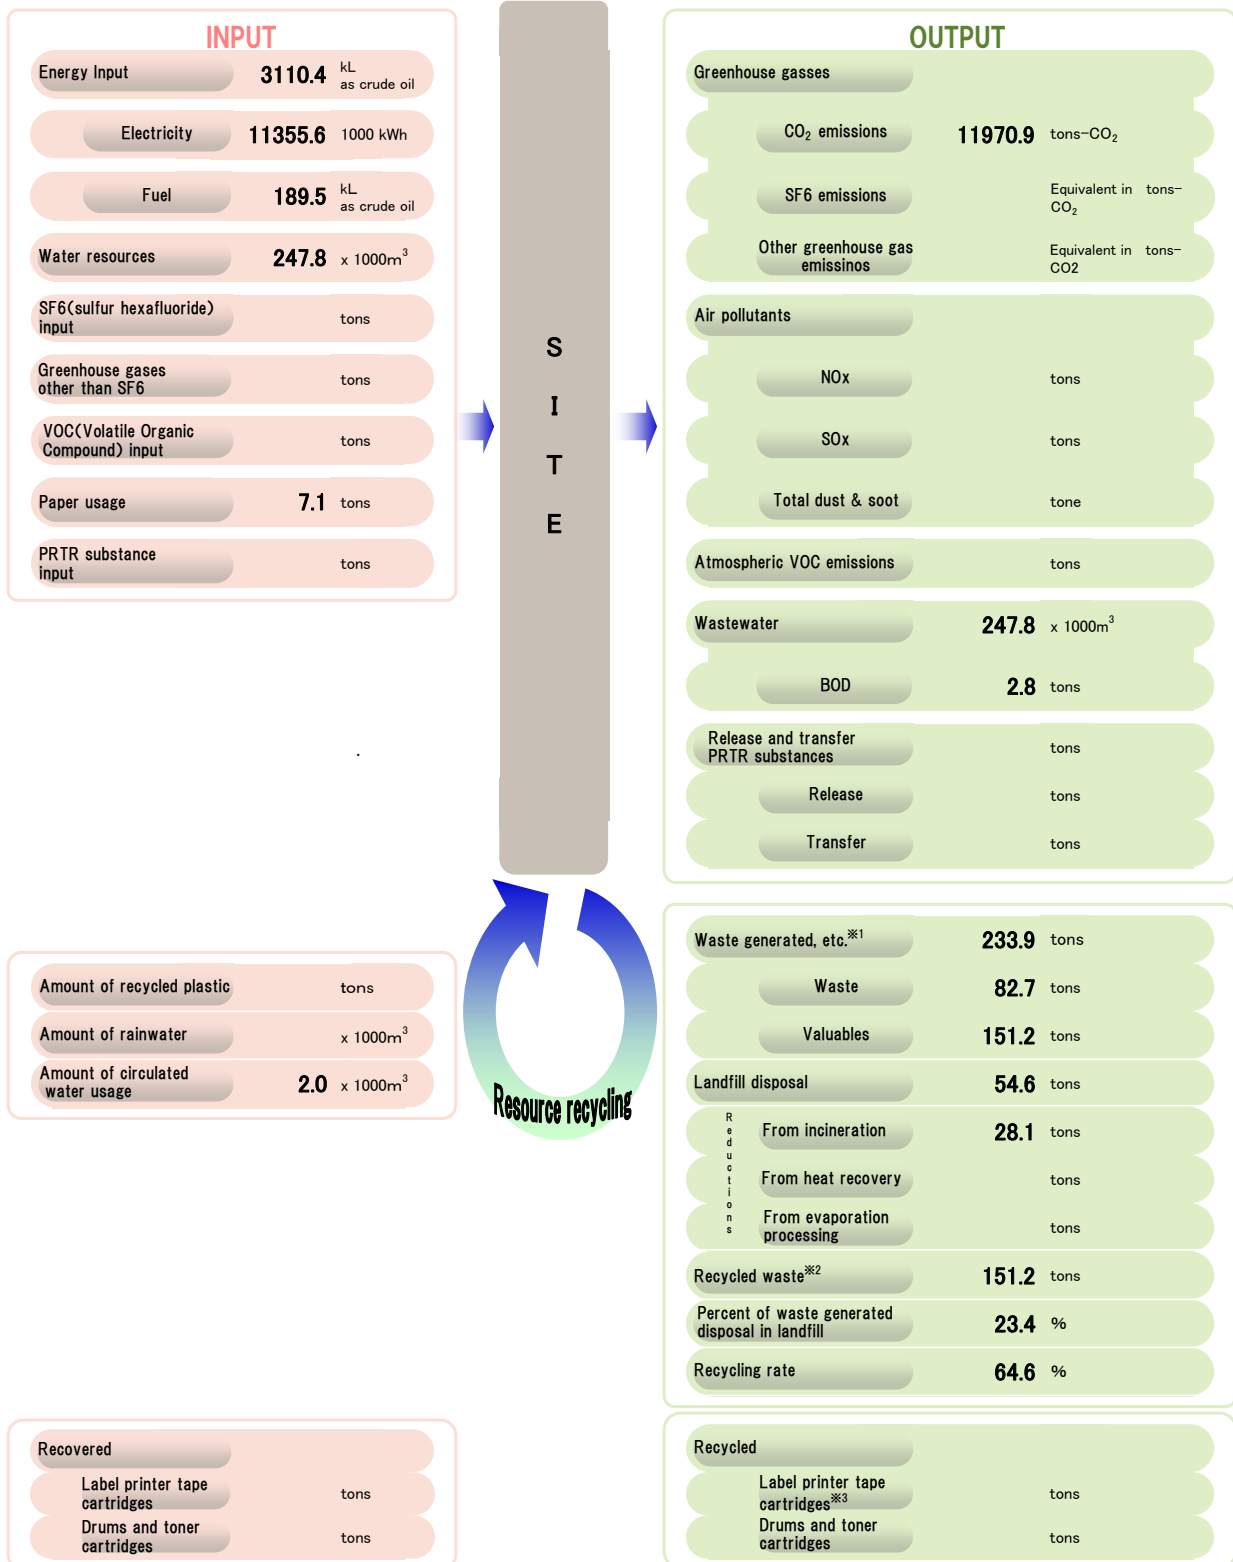 INPUT
Energy Input 3110.4 kL
as crude oil
Electricity 11355.6 1000 kWh
Fuel 189.5 kL
as crude oil
Water resources 247.8 x 1000m³
SF6(sulfur hexafluoride)
input tons
Greenhouse gases
other than SF6 tons
VOC(Volatile Organic
Compound) input tons
Paper usage 7.1 tons
PRTR substance
input tons
S
I
T
E
OUTPUT
Greenhouse gasses
CO₂ emissions 11970.9 tons-CO₂
SF6 emissions Equivalent in tons-
CO₂
Other greenhouse gas
emissinos Equivalent in tons-
CO2
Air pollutants
NOx tons
SOx tons
Total dust & soot tone
Atmospheric VOC emissions tons
Wastewater 247.8 x 1000m³
BOD 2.8 tons
Release and transfer
PRTR substances tons
Release tons
Transfer tons
Amount of recycled plastic tons
Amount of rainwater x 1000m³
Amount of circulated
water usage 2.0 x 1000m³
Resource recycling
Waste generated, etc.※1 233.9 tons
Waste 82.7 tons
Valuables 151.2 tons
Landfill disposal 54.6 tons
Reductions
From incineration 28.1 tons
From heat recovery tons
From evaporation
processing tons
Recycled waste※2 151.2 tons
Percent of waste generated
disposal in landfill 23.4 %
Recycling rate 64.6 %
Recovered
Label printer tape
cartridges tons
Drums and toner
cartridges tons
Recycled
Label printer tape
cartridges※3 tons
Drums and toner
cartridges tons